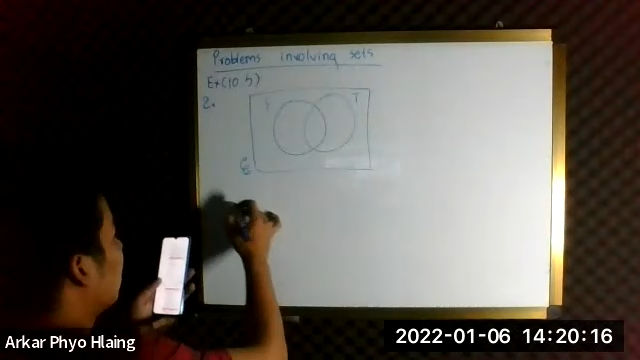 Problems involving sets
Ex(10.5)
2.
T
Arkar Phyo Hlaing
2022-01-06 14:20:16